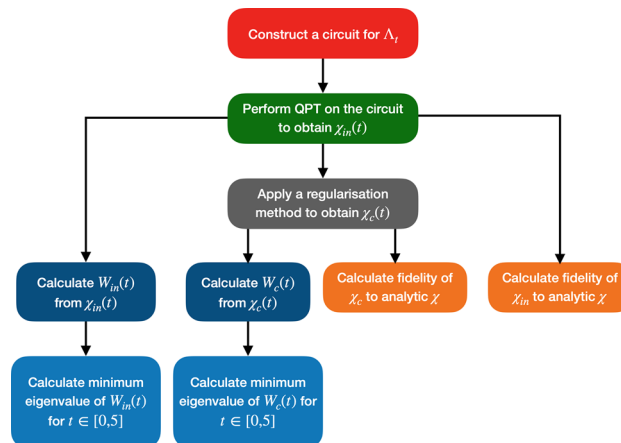 Construct a circuit for Λ_t
Perform QPT on the circuit
to obtain χ_in(t)
Apply a regularisation
method to obtain χ_c(t)
Calculate W_in(t)
from χ_in(t)
Calculate W_c(t)
from χ_c(t)
Calculate fidelity of
χ_c to analytic χ
Calculate fidelity of
χ_in to analytic χ
Calculate minimum
eigenvalue of W_in(t)
for t ∈ [0,5]
Calculate minimum
eigenvalue of W_c(t) for
t ∈ [0,5]